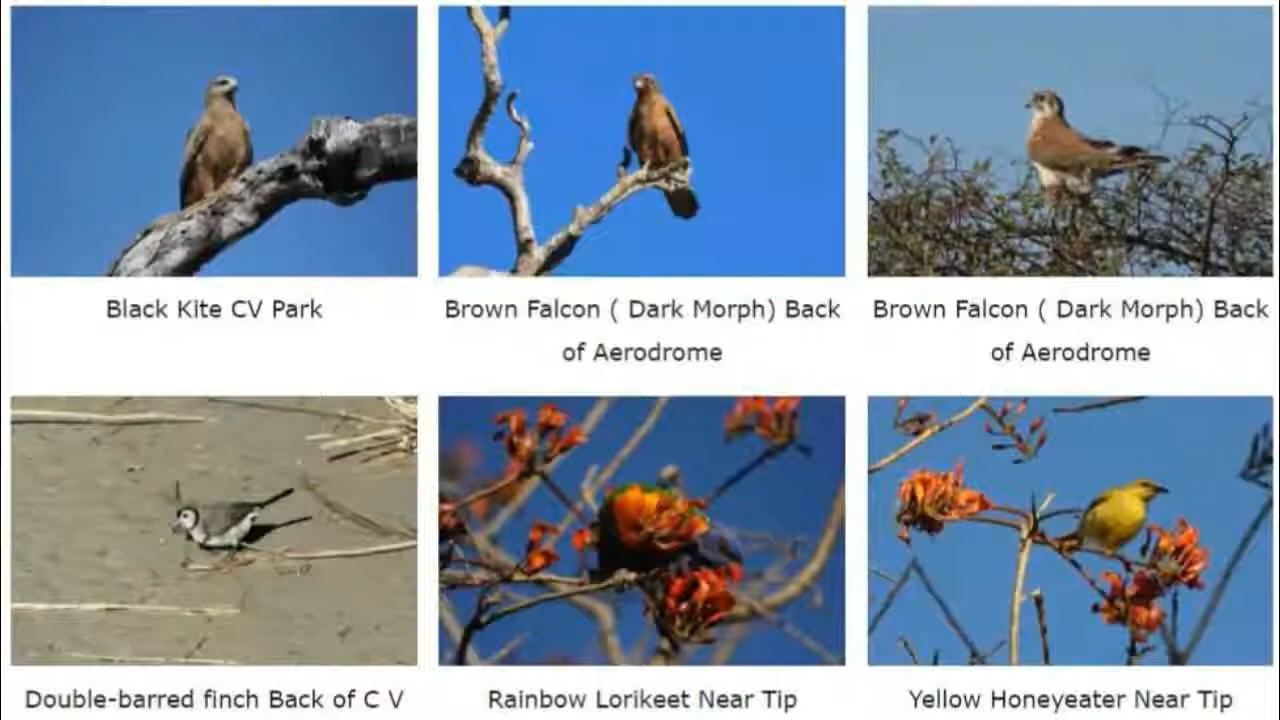 Black Kite CV Park
Brown Falcon ( Dark Morph) Back
of Aerodrome
Brown Falcon ( Dark Morph) Back
of Aerodrome
Double-barred finch Back of C V
Rainbow Lorikeet Near Tip
Yellow Honeyeater Near Tip